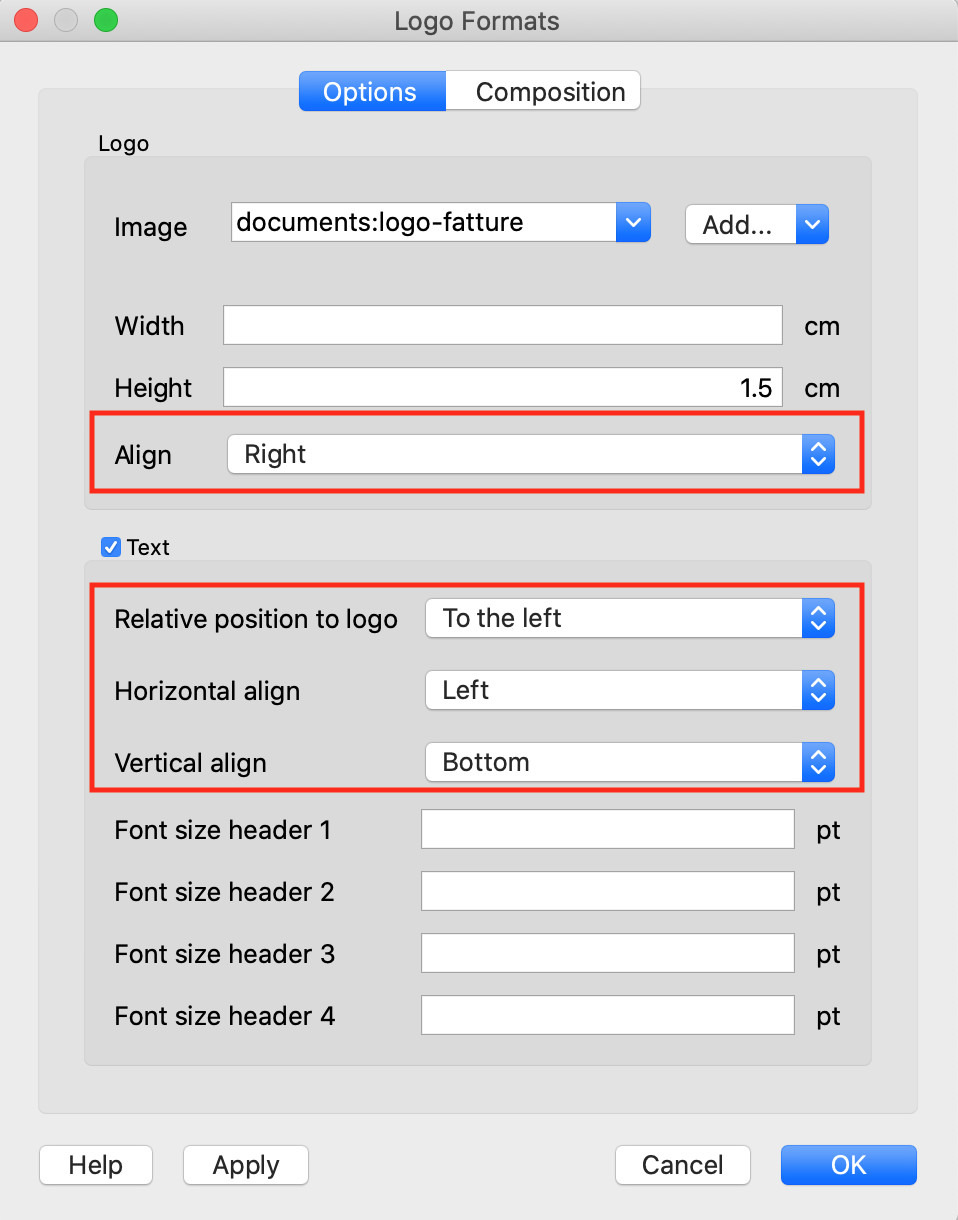 Logo Formats
Options Composition
Logo
Image documents:logo-fatture Add...
Width cm
Height 1.5 cm
Align Right
Text
Relative position to logo To the left
Horizontal align Left
Vertical align Bottom
Font size header 1 pt
Font size header 2 pt
Font size header 3 pt
Font size header 4 pt
Help Apply Cancel OK